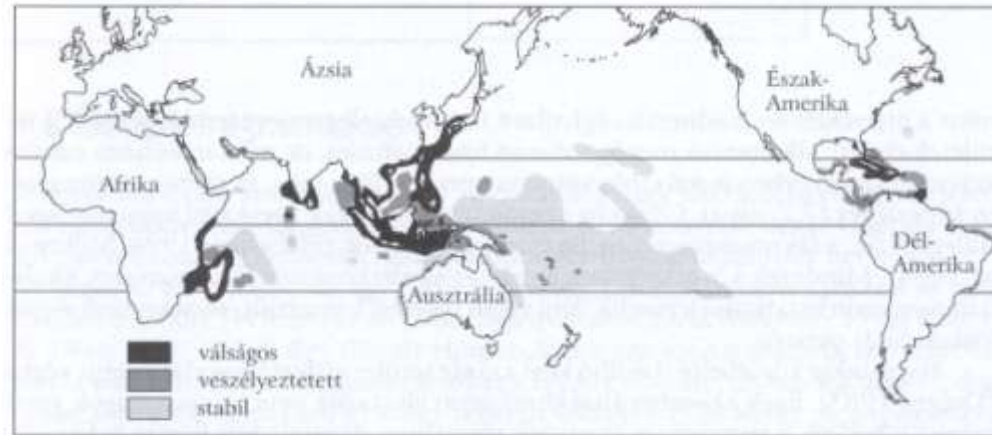 Ázsia
Észak-
Amerika
Afrika
Dél-
Amerika
Ausztrália
válságos
veszélyeztetett
stabil